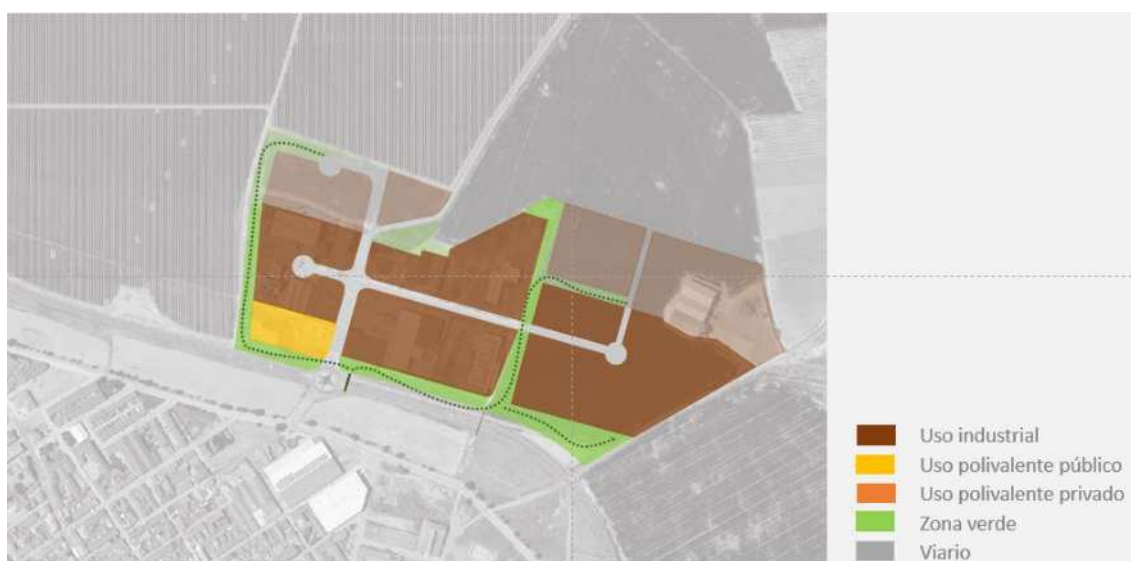 Uso industrial
Uso polivalente público
Uso polivalente privado
Zona verde
Viario